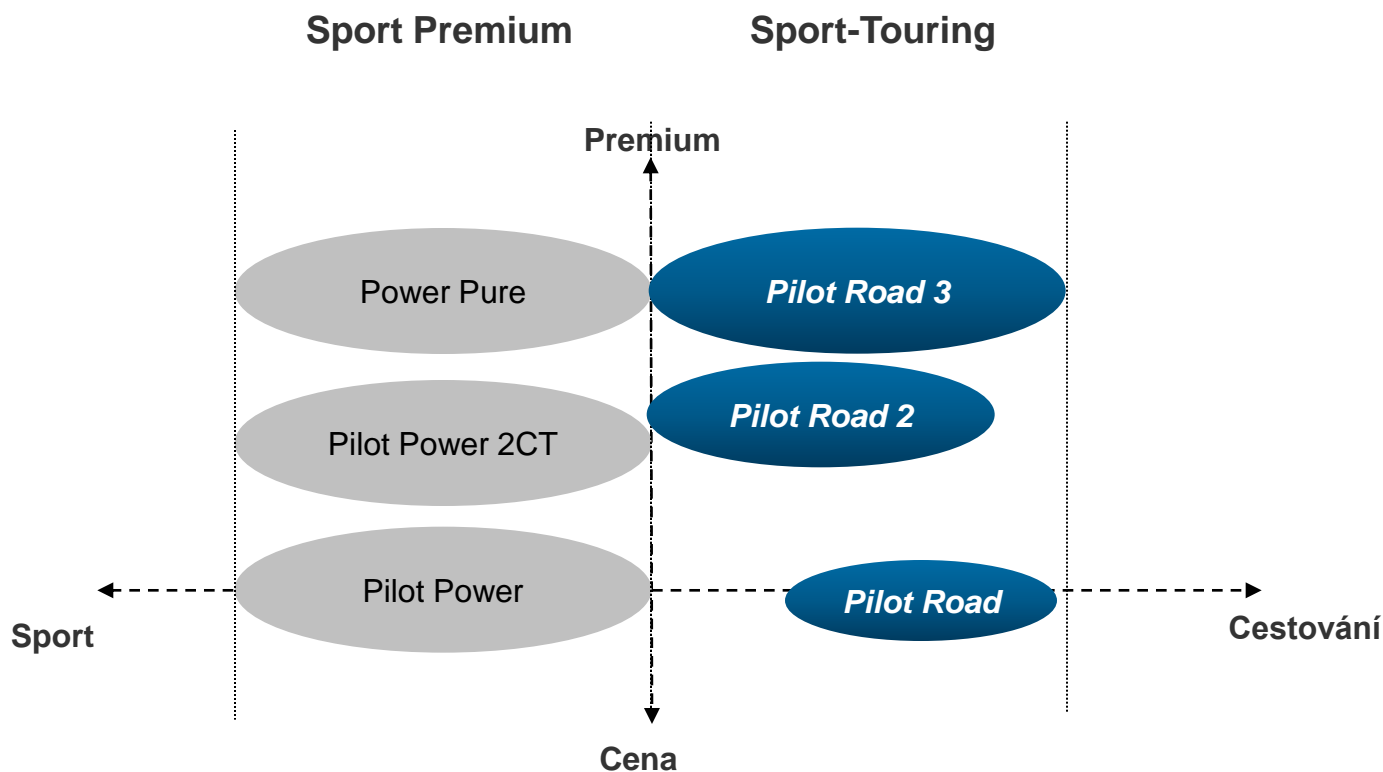 Sport Premium
Sport-Touring
Premium
Power Pure
Pilot Road 3
Pilot Power 2CT
Pilot Road 2
Pilot Power
Pilot Road
Sport
Cestování
Cena